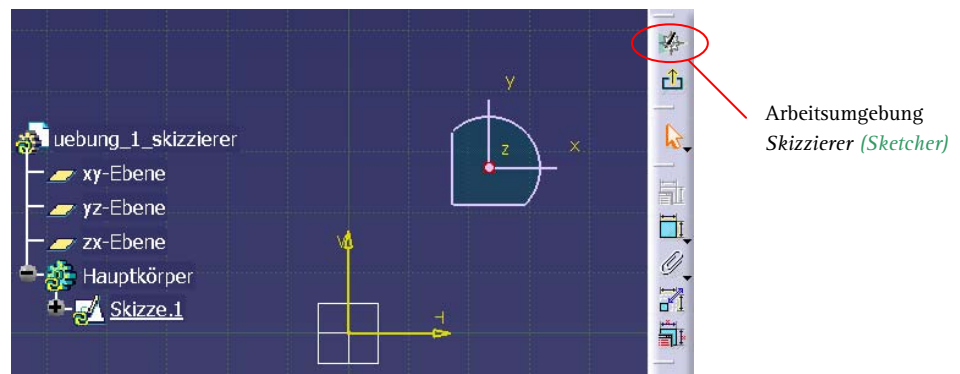 y
x
z
uebung_1_skizzierer
xy-Ebene
yz-Ebene
zx-Ebene
Hauptkörper
Skizze.1
V
H
Arbeitsumgebung
Skizzierer (Sketcher)